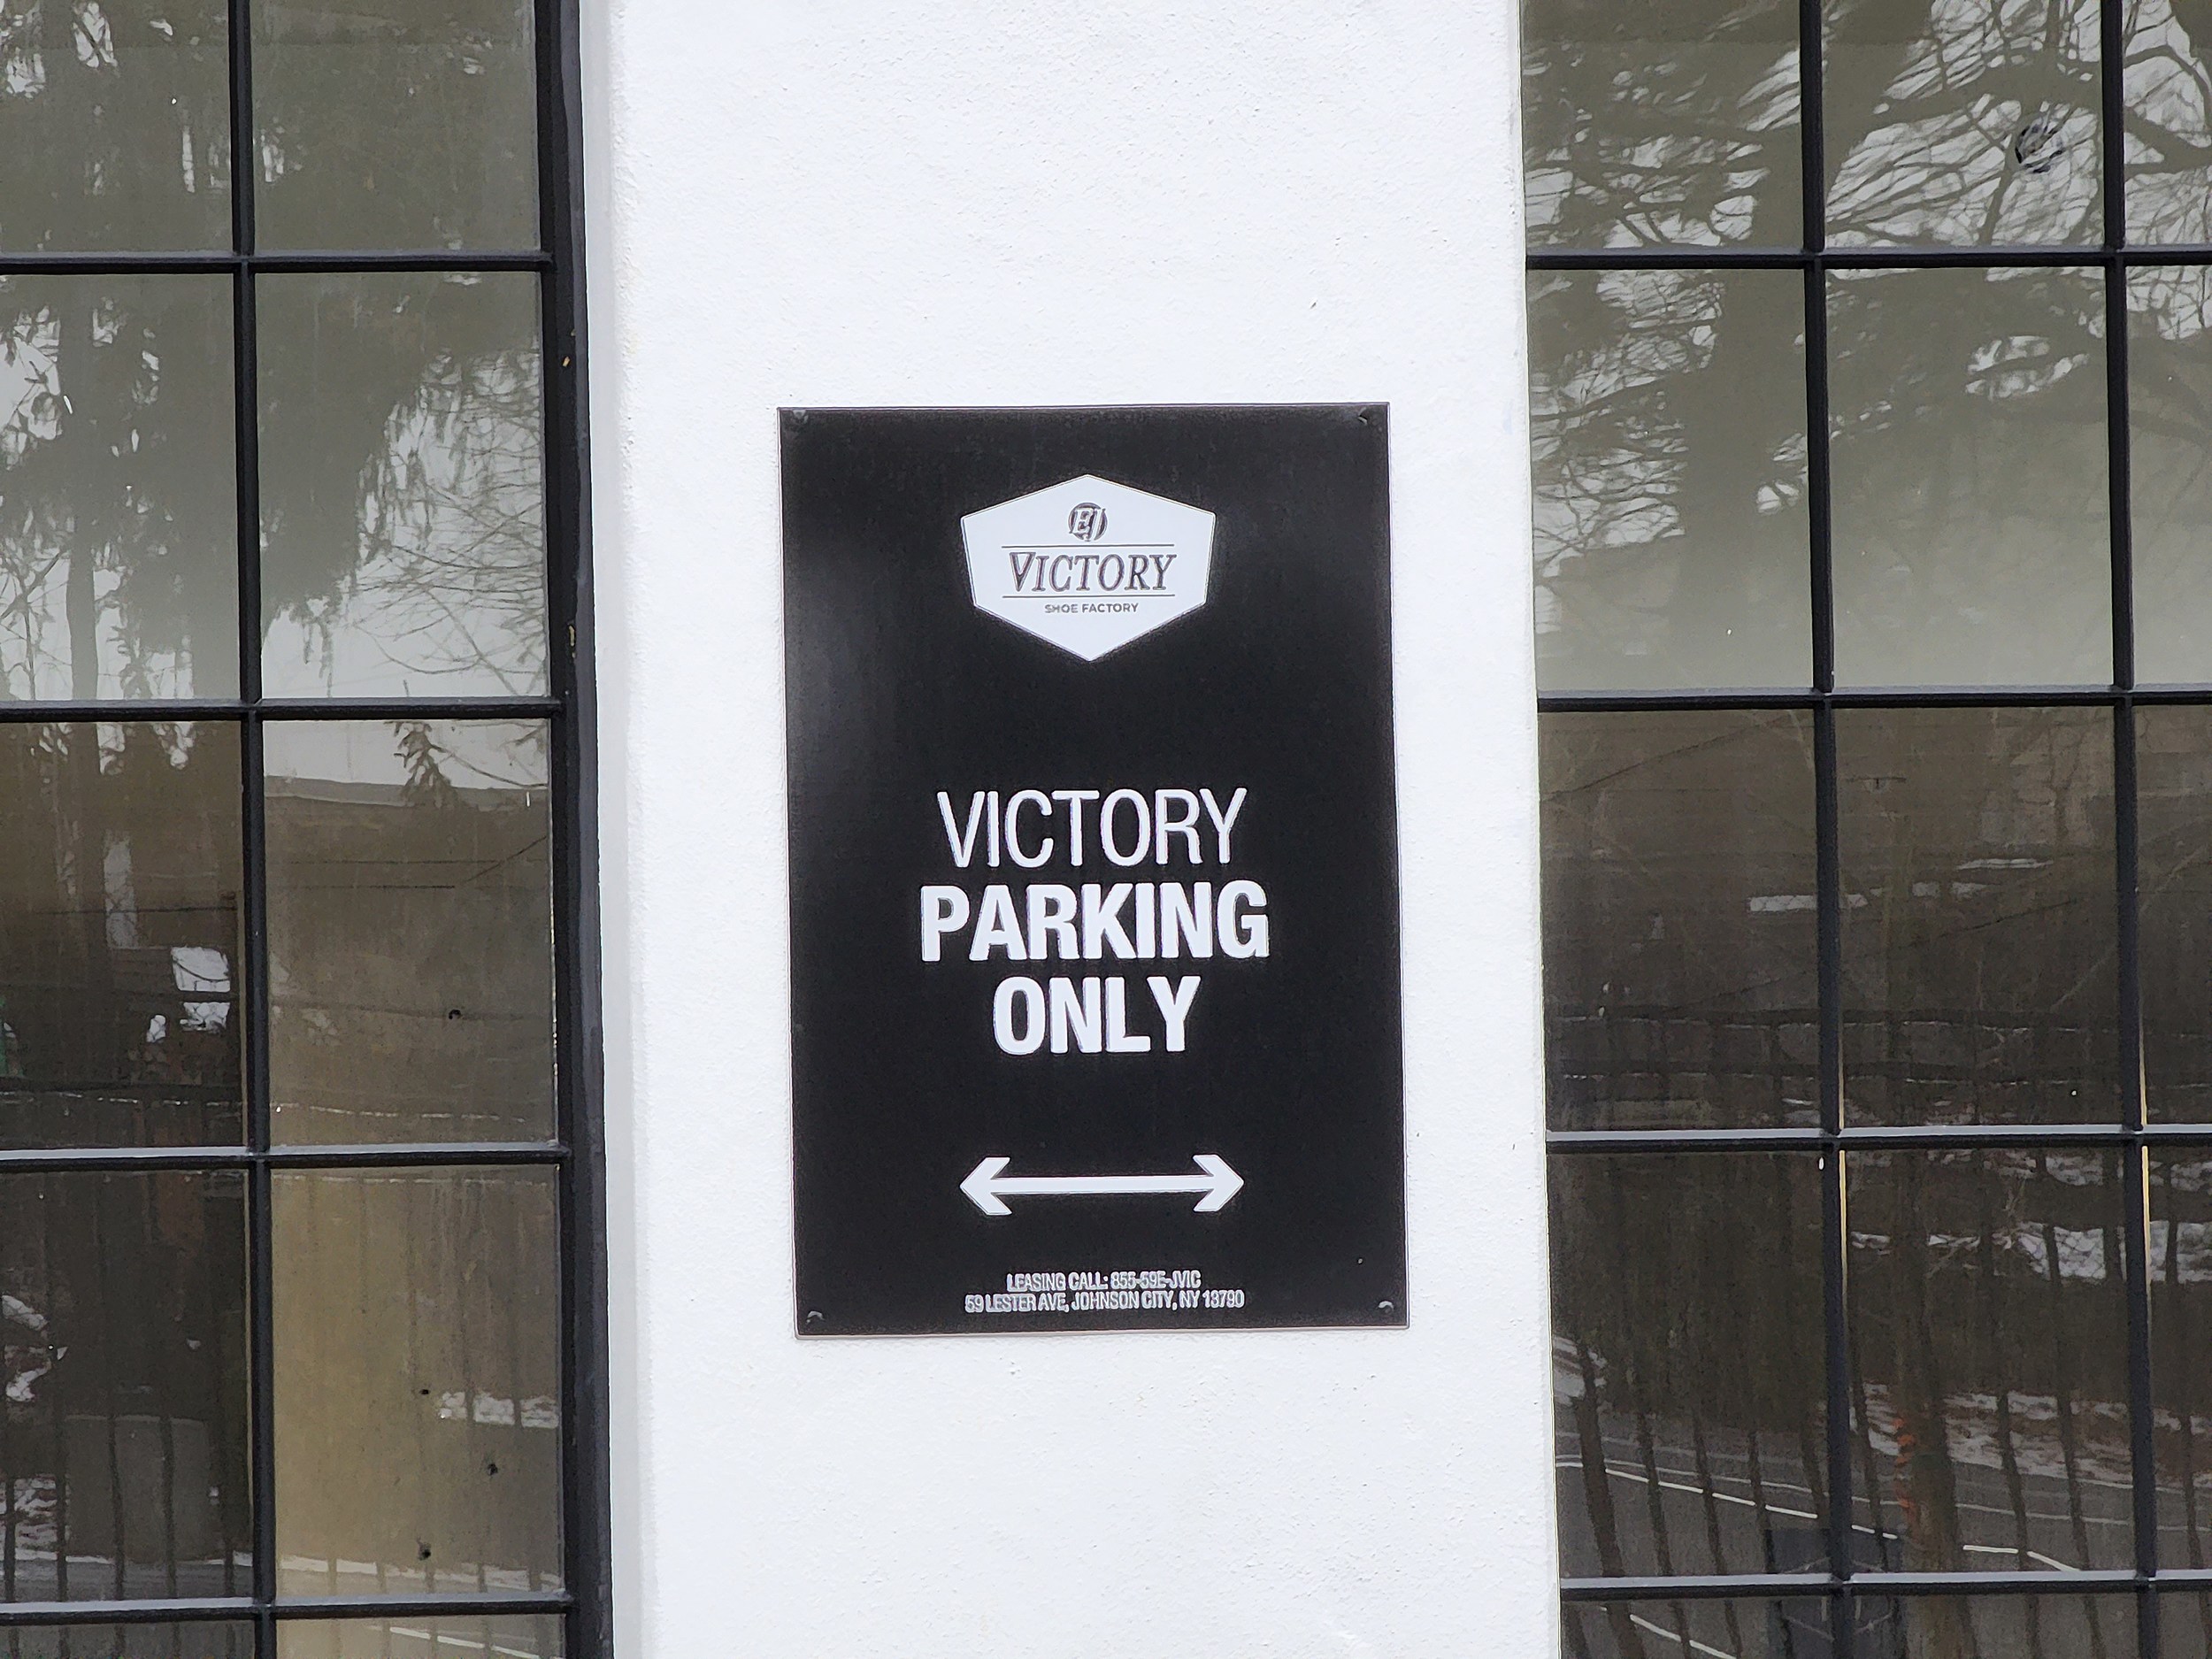 EJ
VICTORY
SHOE FACTORY
VICTORY
PARKING
ONLY
LEASING CALL: 855-59E-JVIC
59 LESTER AVE, JOHNSON CITY, NY 13790